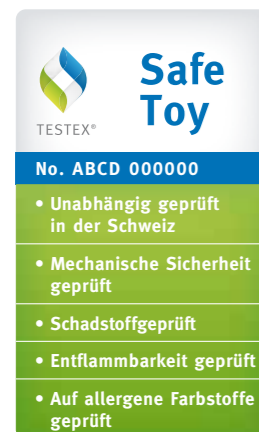 Safe
Toy
TESTEX®
No. ABCD 000000
• Unabhängig geprüft
in der Schweiz
• Mechanische Sicherheit
geprüft
• Schadstoffgeprüft
• Entflammbarkeit geprüft
• Auf allergene Farbstoffe
geprüft